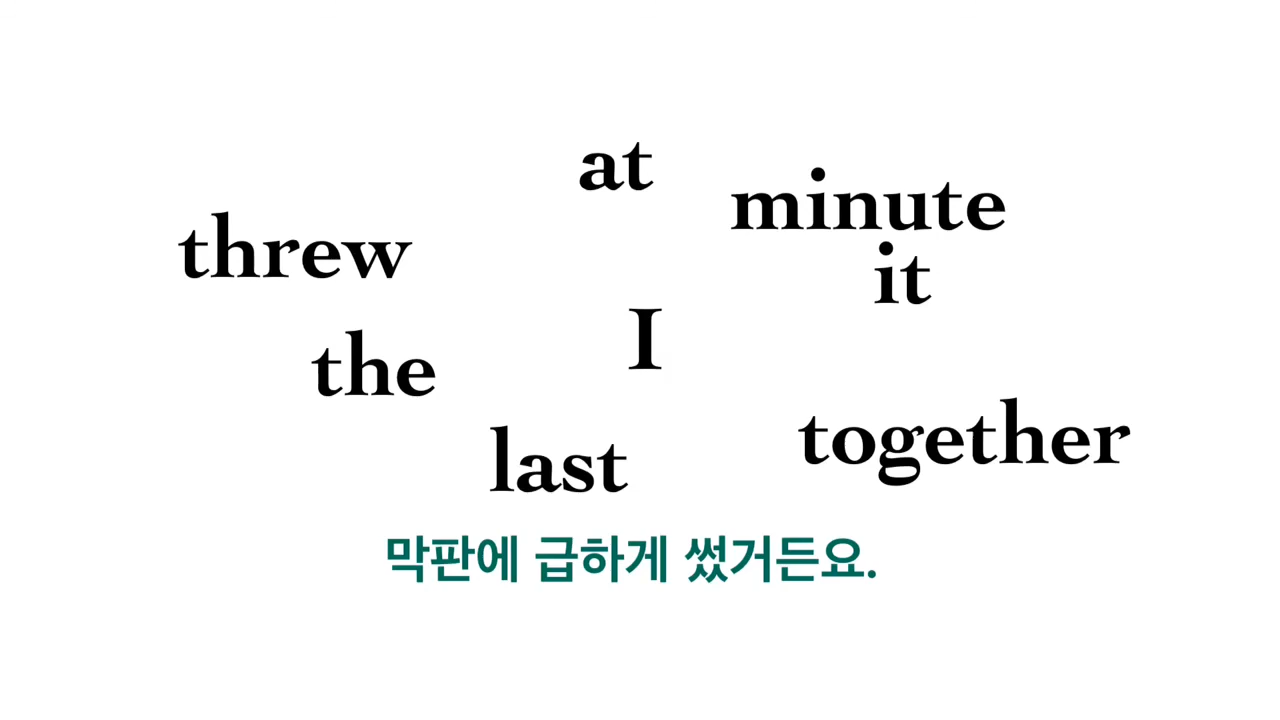 at
minute
threw
it
I
the
together
last
막판에 급하게 썼거든요.